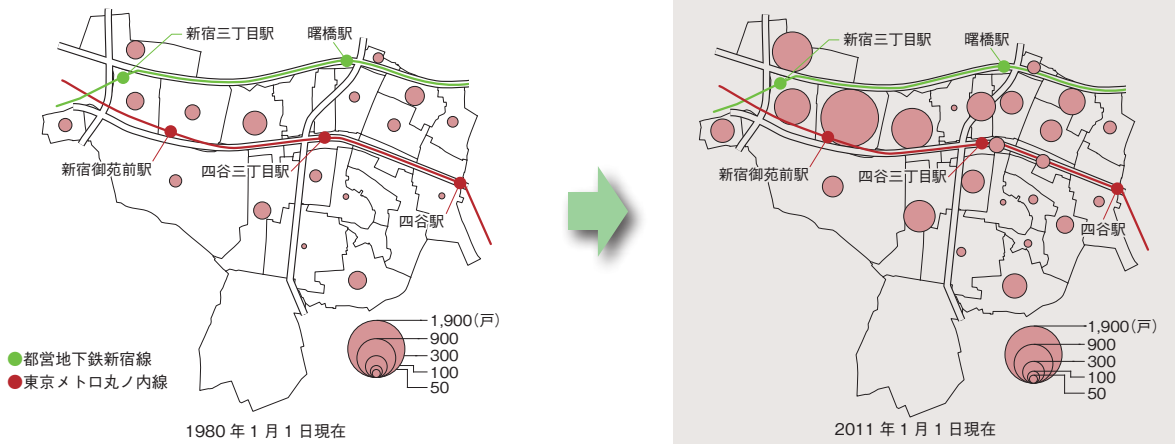 新宿三丁目駅
曙橋駅
新宿御苑前駅
四谷三丁目駅
四谷駅
1,900(戸)
900
300
100
50
都営地下鉄新宿線
東京メトロ丸ノ内線
1980年1月1日現在
新宿三丁目駅
曙橋駅
新宿御苑前駅
四谷三丁目駅
四谷駅
1,900(戸)
900
300
100
50
2011年1月1日現在